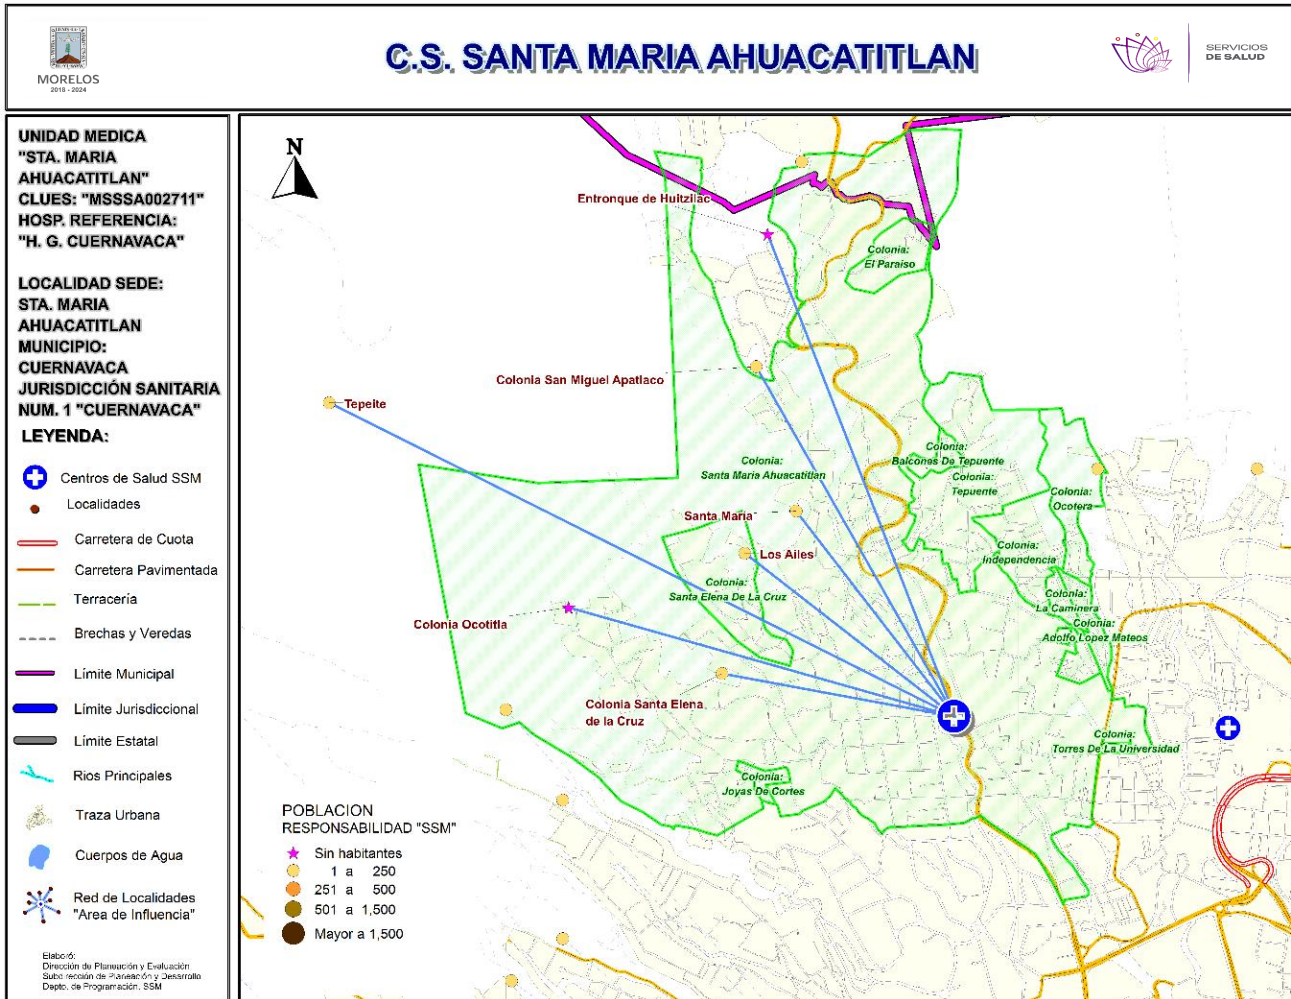 MORELOS
2018 - 2024
C.S. SANTA MARIA AHUACATITLAN
SERVICIOS
DE SALUD
UNIDAD MEDICA
"STA. MARIA
AHUACATITLAN"
CLUES: "MSSSA002711"
HOSP. REFERENCIA:
"H. G. CUERNAVACA"
LOCALIDAD SEDE:
STA. MARIA
AHUACATITLAN
MUNICIPIO:
CUERNAVACA
JURISDICCIÓN SANITARIA
NUM. 1 "CUERNAVACA"
LEYENDA:
Centros de Salud SSM
Localidades
Carretera de Cuota
Carretera Pavimentada
Terracería
Brechas y Veredas
Límite Municipal
Límite Jurisdiccional
Límite Estatal
Rios Principales
Traza Urbana
Cuerpos de Agua
Red de Localidades
"Area de Influencia"
Elaboró:
Dirección de Planeación y Evaluación
Subdirección de Planeación y Desarrollo
Depto. de Programación. SSM
N
Entronque de Huitzilac
Colonia:
El Paraiso
Colonia San Miguel Apatlaco
Tepeite
Colonia:
Balcones De Tepuente
Colonia:
Santa Maria Ahuacatitlan
Colonia:
Tepuente
Colonia:
Ocotera
Santa María
Los Ailes
Colonia:
Independencia
Colonia:
Santa Elena De La Cruz
Colonia:
La Caminera
Colonia Ocotitla
Colonia:
Adolfo Lopez Mateos
Colonia Santa Elena
de la Cruz
Colonia:
Torres De La Universidad
Colonia:
Joyas De Cortes
POBLACION
RESPONSABILIDAD "SSM"
Sin habitantes
1 a 250
251 a 500
501 a 1,500
Mayor a 1,500